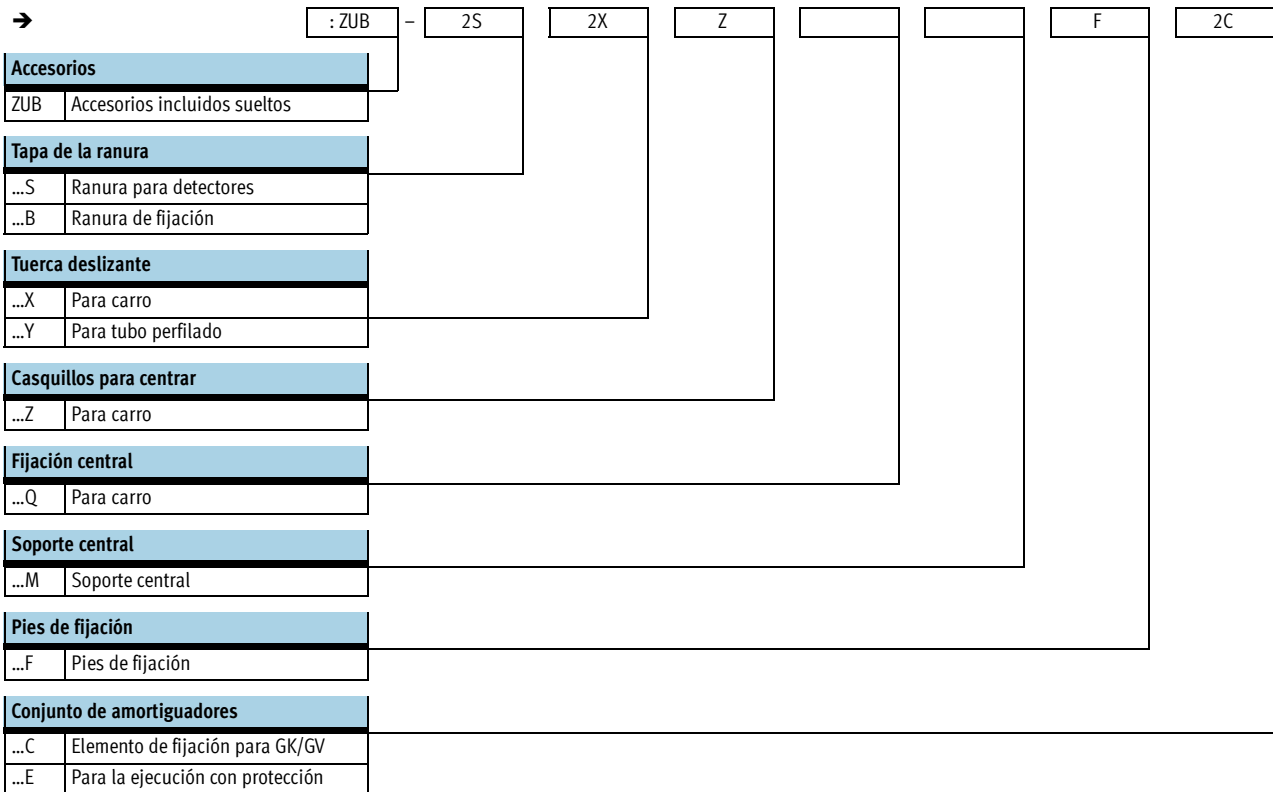 ➔ : ZUB – 2S 2X Z F 2C
Accesorios
ZUB Accesorios incluidos sueltos
Tapa de la ranura
...S Ranura para detectores
...B Ranura de fijación
Tuerca deslizante
...X Para carro
...Y Para tubo perfilado
Casquillos para centrar
...Z Para carro
Fijación central
...Q Para carro
Soporte central
...M Soporte central
Pies de fijación
...F Pies de fijación
Conjunto de amortiguadores
...C Elemento de fijación para GK/GV
...E Para la ejecución con protección